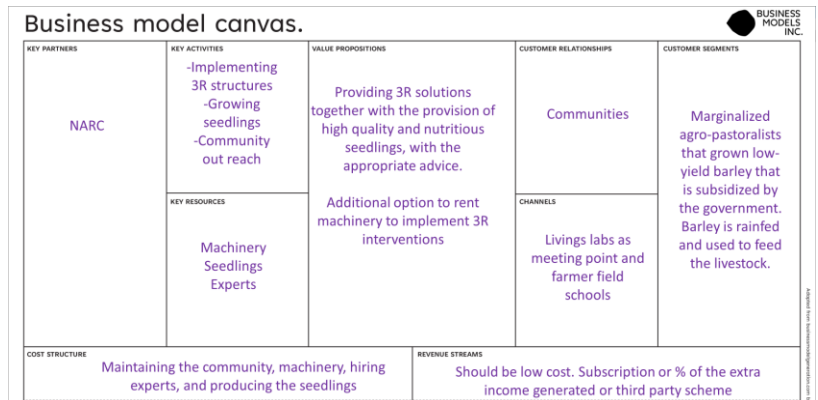 Business model canvas.
BUSINESS
MODELS
INC.
KEY PARTNERS
NARC
KEY ACTIVITIES
-Implementing
3R structures
-Growing
seedlings
-Community
out reach
KEY RESOURCES
Machinery
Seedlings
Experts
VALUE PROPOSITIONS
Providing 3R solutions
together with the provision of
high quality and nutritious
seedlings, with the
appropriate advice.
Additional option to rent
machinery to implement 3R
interventions
CUSTOMER RELATIONSHIPS
Communities
CHANNELS
Livings labs as
meeting point and
farmer field
schools
CUSTOMER SEGMENTS
Marginalized
agro-pastoralists
that grown low-
yield barley that
is subsidized by
the government.
Barley is rainfed
and used to feed
the livestock.
COST STRUCTURE
Maintaining the community, machinery, hiring
experts, and producing the seedlings
REVENUE STREAMS
Should be low cost. Subscription or % of the extra
income generated or third party scheme
Adapted from businessmodelgeneration.com